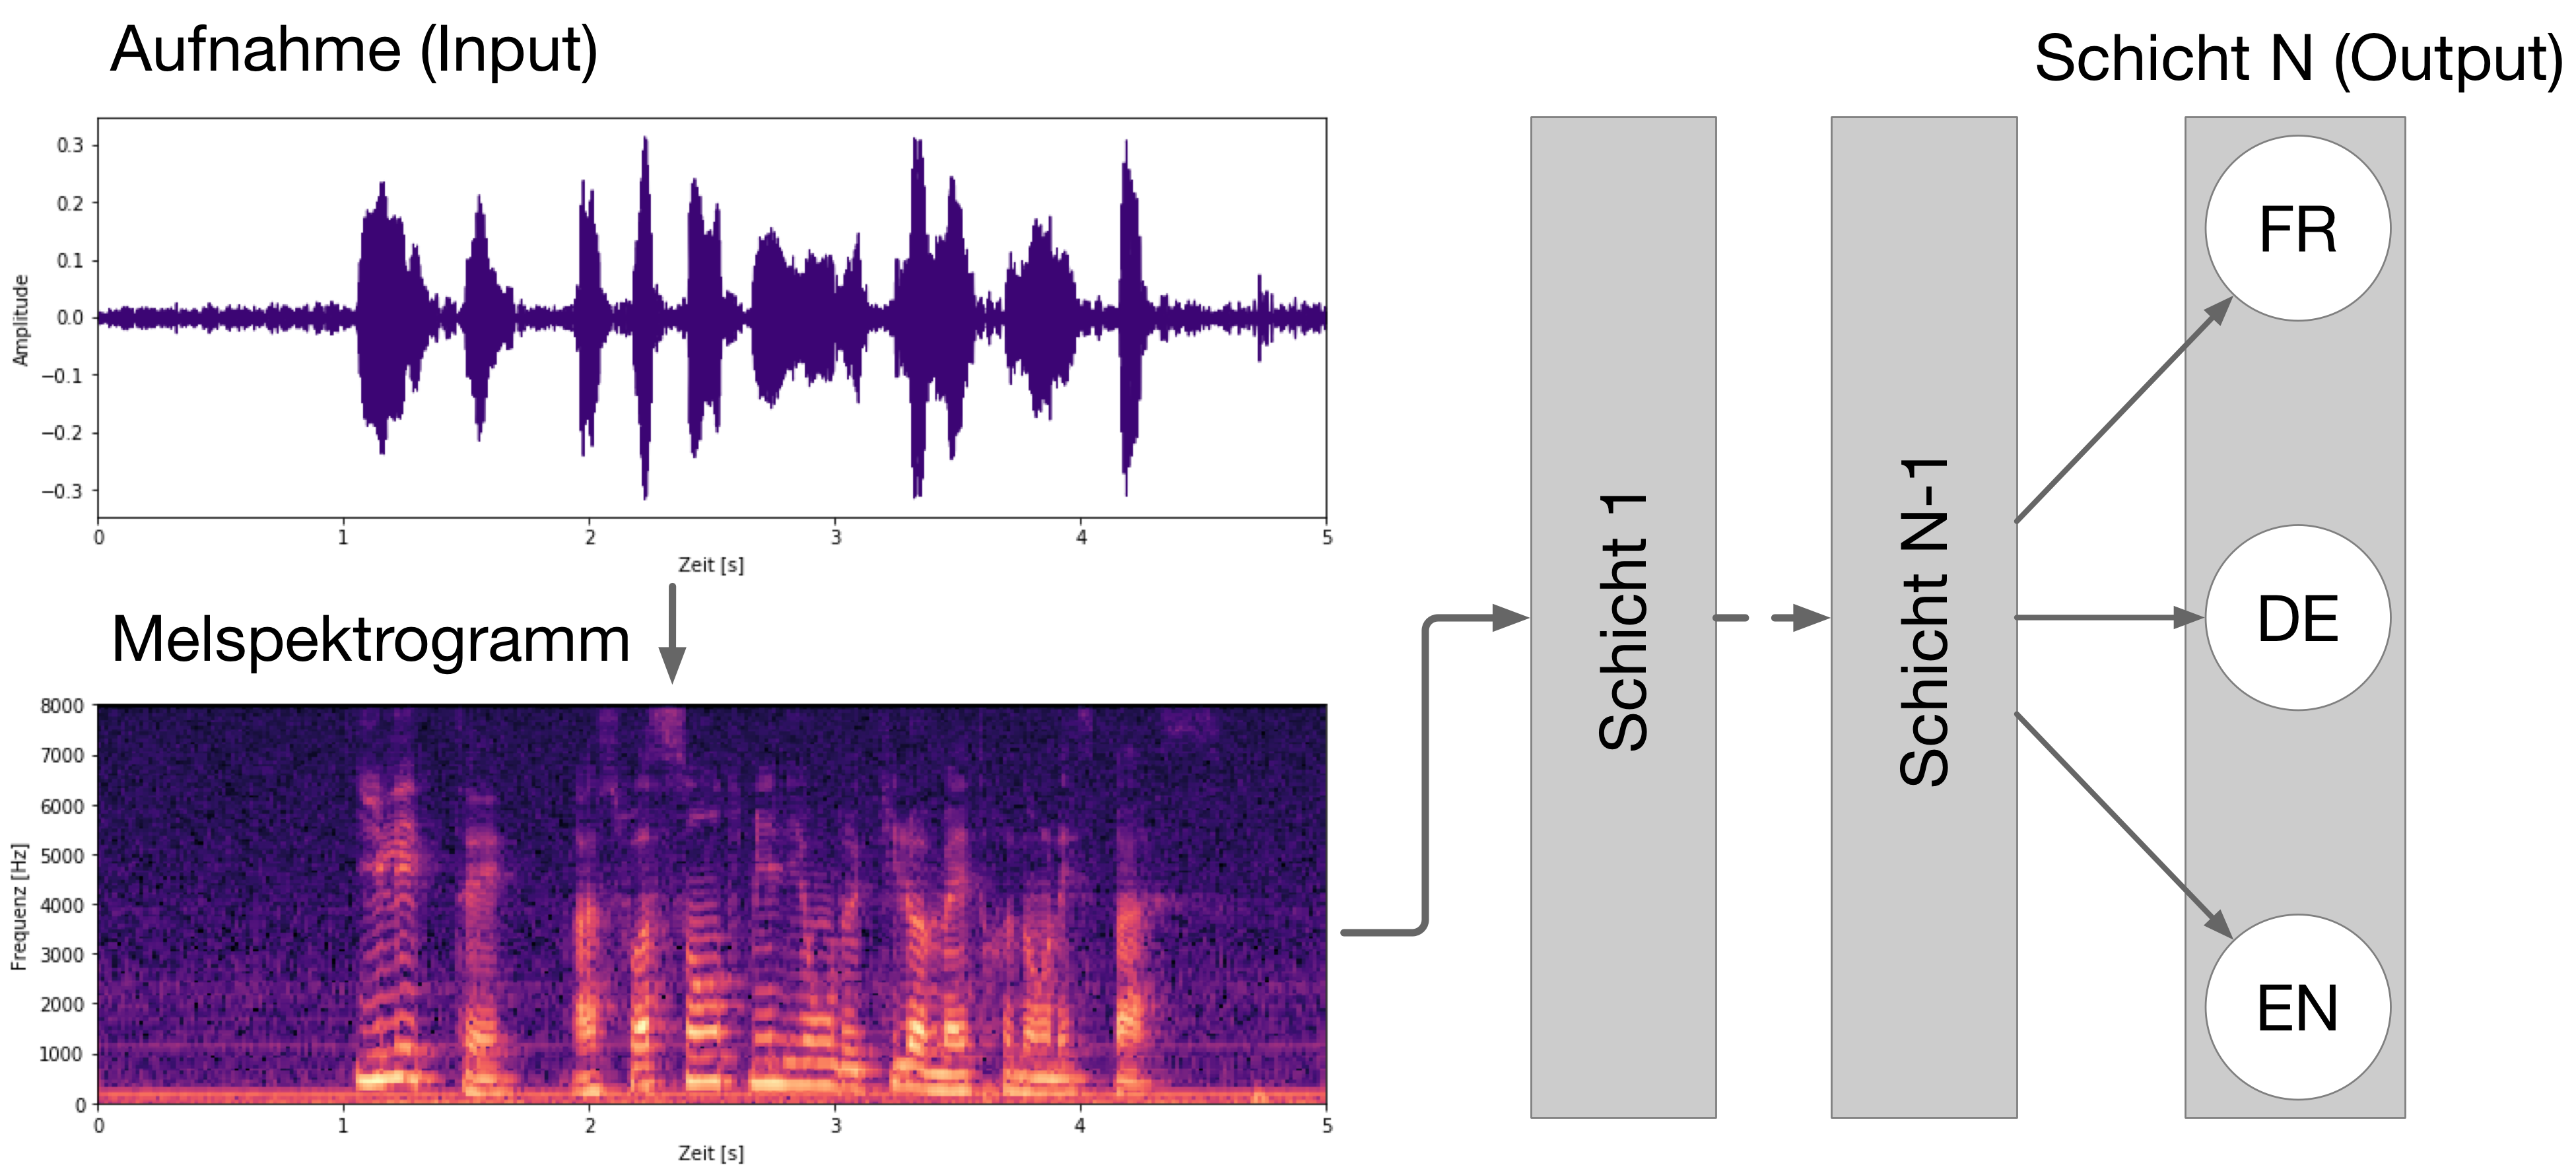 Aufnahme (Input)
Schicht N (Output)
0.3
0.2
0.1
0.0
−0.1
−0.2
−0.3
Amplitude
0 1 2 3 4 5
Zeit [s]
Melspektrogramm
8000
7000
6000
5000
4000
3000
2000
1000
0
Frequenz [Hz]
0 1 2 3 4 5
Zeit [s]
Schicht 1
Schicht N-1
FR
DE
EN